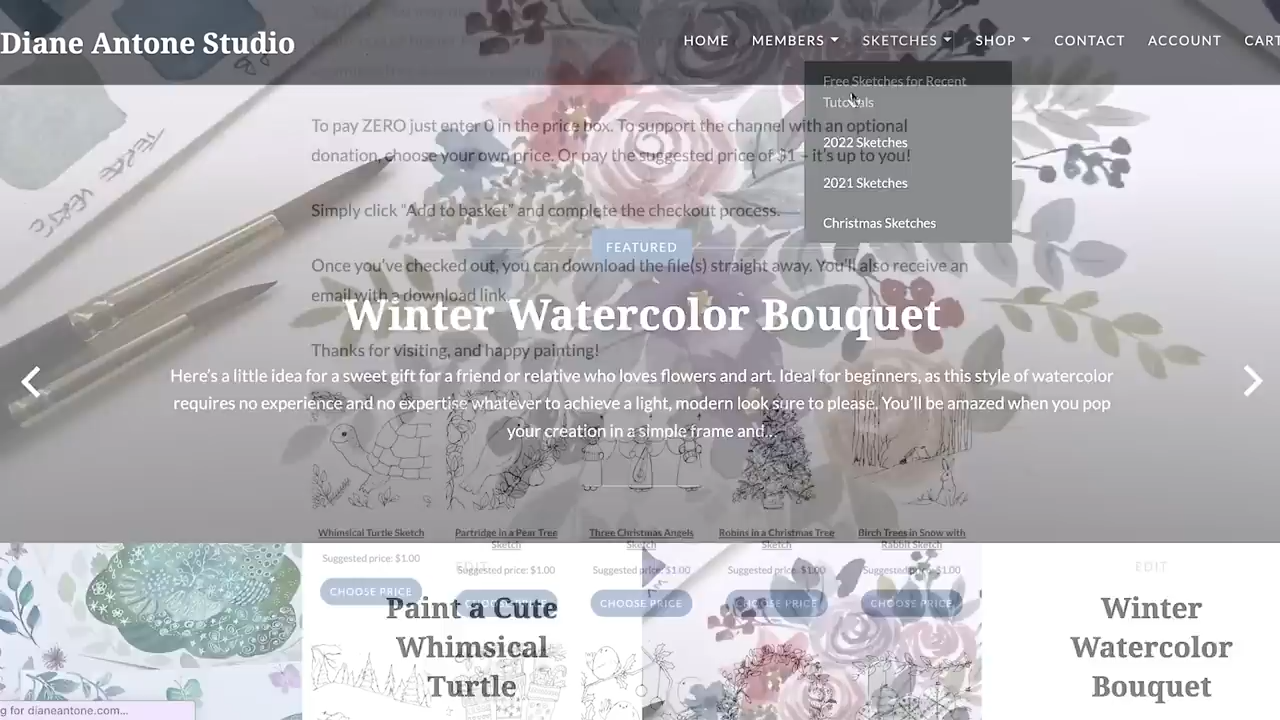 Diane Antone Studio
HOME MEMBERS SKETCHES SHOP CONTACT ACCOUNT CART
Free Sketches for Recent
Tutorials
2022 Sketches
2021 Sketches
Christmas Sketches
To pay ZERO just enter 0 in the price box. To support the channel with an optional
donation, choose your own price. Or pay the suggested price of $1 – it's up to you!
Simply click "Add to basket" and complete the checkout process.
FEATURED
Once you've checked out, you can download the file(s) straight away. You'll also receive an
email with a download link.
Winter Watercolor Bouquet
Thanks for visiting, and happy painting!
Here's a little idea for a sweet gift for a friend or relative who loves flowers and art. Ideal for beginners, as this style of watercolor
requires no experience and no expertise whatever to achieve a light, modern look sure to please. You'll be amazed when you pop
your creation in a simple frame and...
Whimsical Turtle Sketch
Suggested price: $1.00
CHOOSE PRICE
Partridge in a Pear Tree
Sketch
Suggested price: $1.00
CHOOSE PRICE
Three Christmas Angels
Sketch
Suggested price: $1.00
CHOOSE PRICE
Robins in a Christmas Tree
Sketch
Suggested price: $1.00
CHOOSE PRICE
Birch Trees in Snow with
Rabbit Sketch
Suggested price: $1.00
CHOOSE PRICE
EDIT
Paint a Cute
Whimsical
Turtle
EDIT
Winter
Watercolor
Bouquet
g for dianeantone.com...